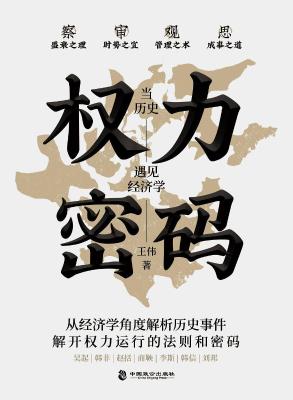 察 审 观 思
盛衰之理 时势之宜 管理之术 成事之道
当
历史
权力
遇见
经济学
密码
王伟
著
从经济学角度解析历史事件
解开权力运行的法则和密码
吴起|韩非|赵括|商鞅|李斯|韩信|刘邦
中国致公出版社